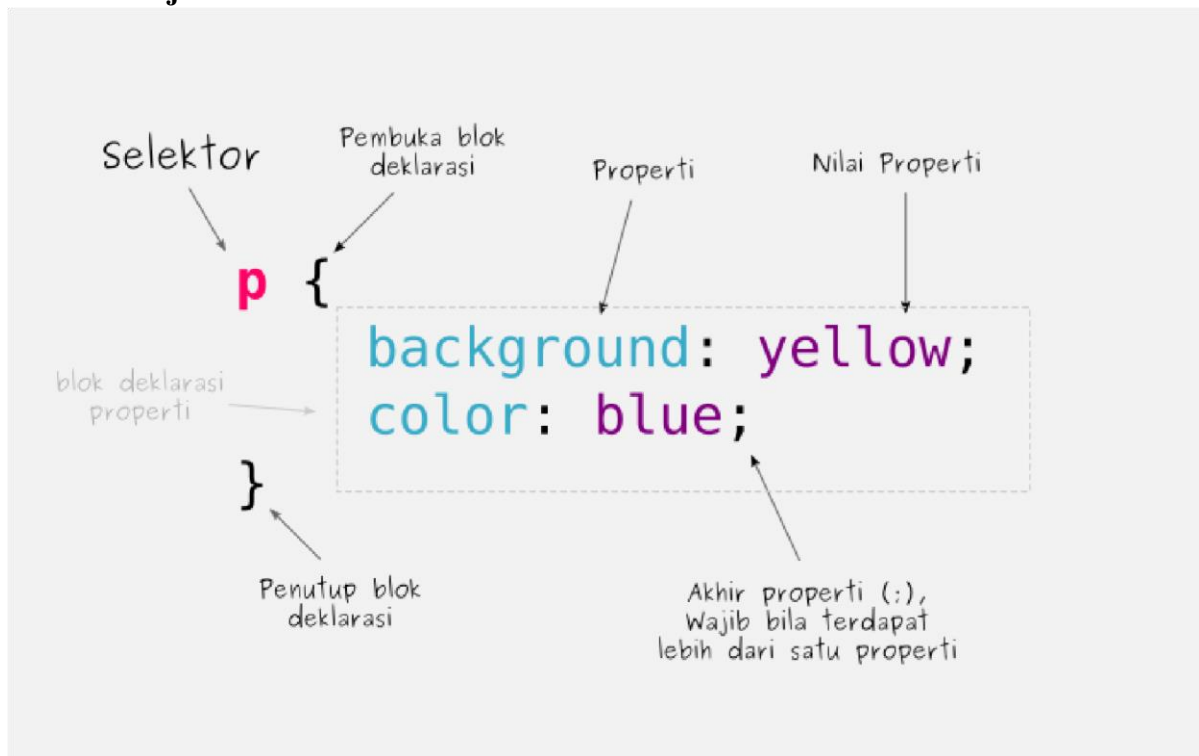 Selektor
Pembuka blok
deklarasi
Properti
Nilai Properti
p {
background: yellow;
color: blue;
blok deklarasi
properti
}
Penutup blok
deklarasi
Akhir properti (;),
Wajib bila terdapat
lebih dari satu properti